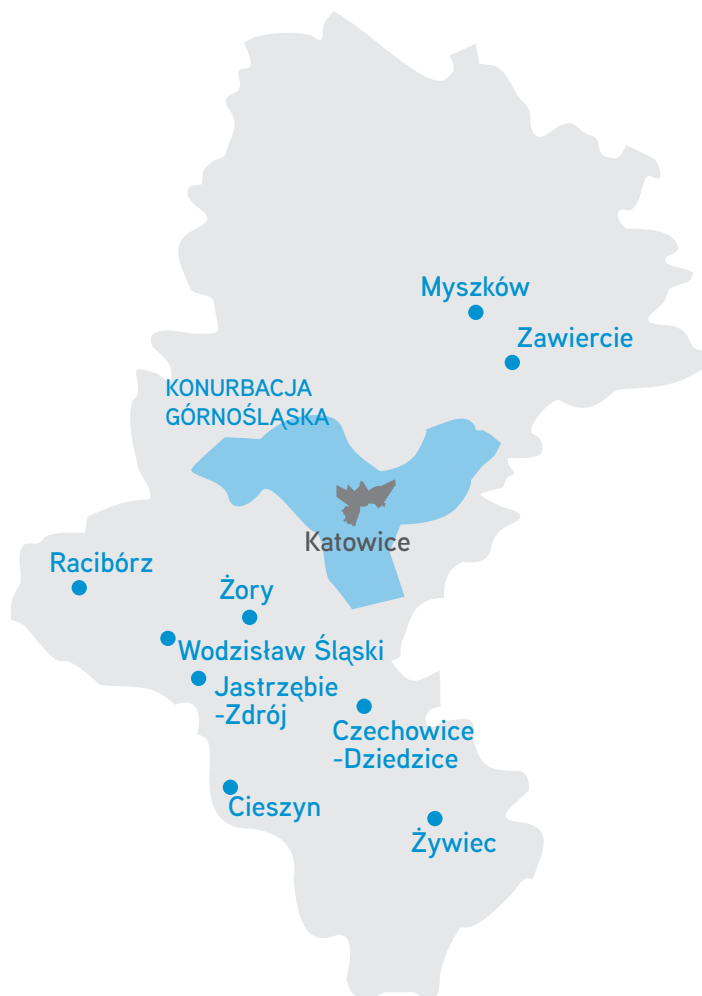 Myszków
Zawiercie
KONURBACJA
GÓRNOŚLĄSKA
Katowice
Racibórz
Żory
Wodzisław Śląski
Jastrzębie
-Zdrój
Czechowice
-Dziedzice
Cieszyn
Żywiec